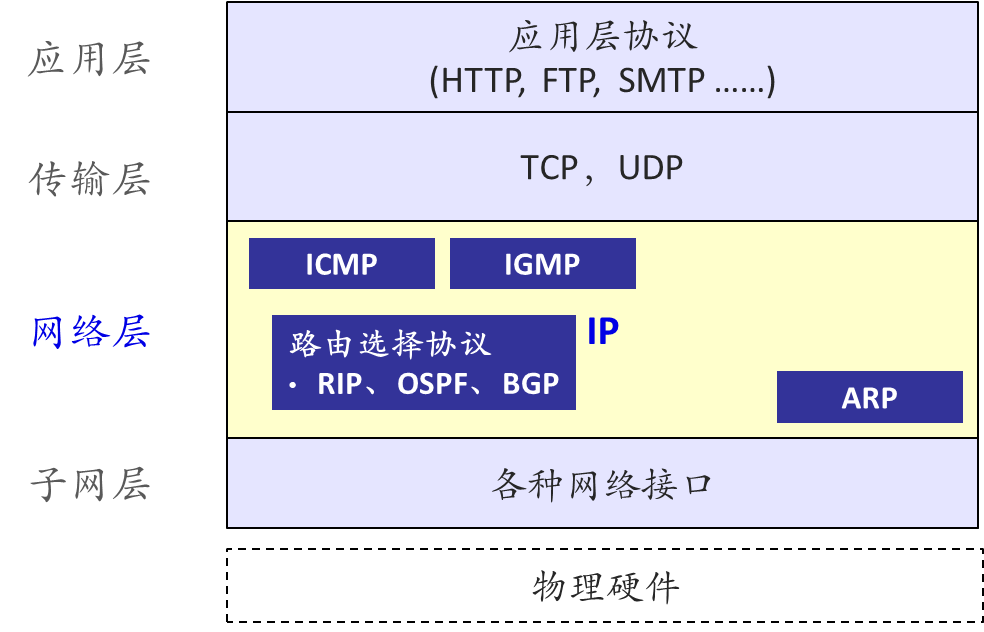 应用层
应用层协议
(HTTP, FTP, SMTP ……)
传输层
TCP，UDP
网络层
ICMP
IGMP
路由选择协议
• RIP、OSPF、BGP
IP
ARP
子网层
各种网络接口
物理硬件